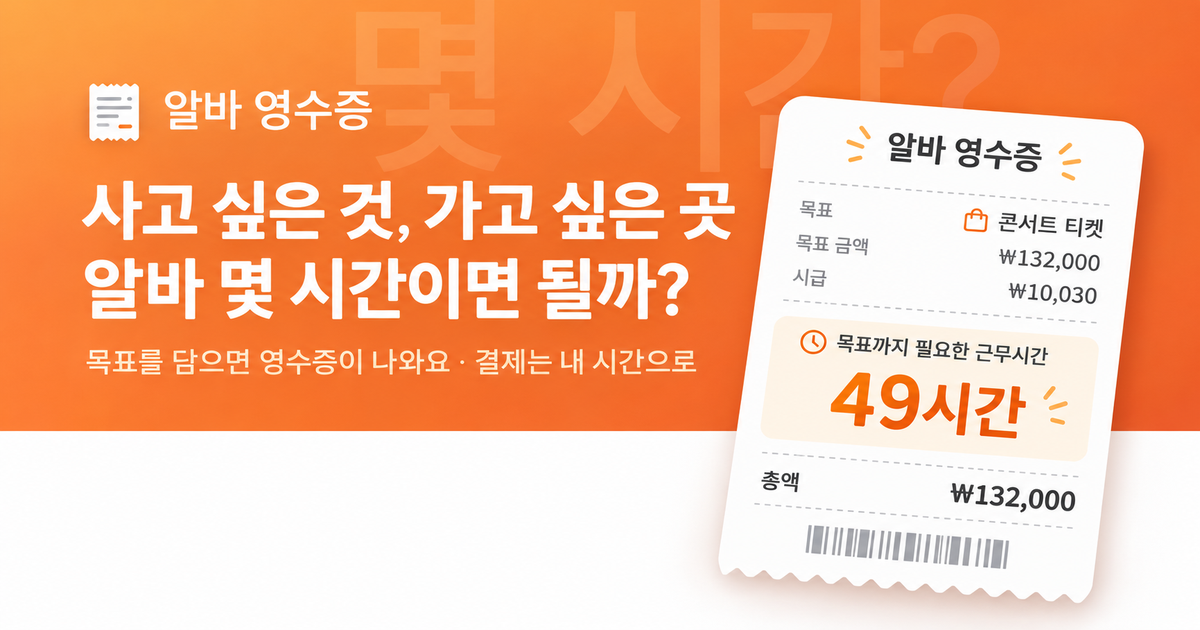 몇 시간?
알바 영수증
사고 싶은 것, 가고 싶은 곳
알바 몇 시간이면 될까?
목표를 담으면 영수증이 나와요 · 결제는 내 시간으로
알바 영수증
목표 콘서트 티켓
목표 금액 ₩132,000
시급 ₩10,030
목표까지 필요한 근무시간
49시간
총액 ₩132,000